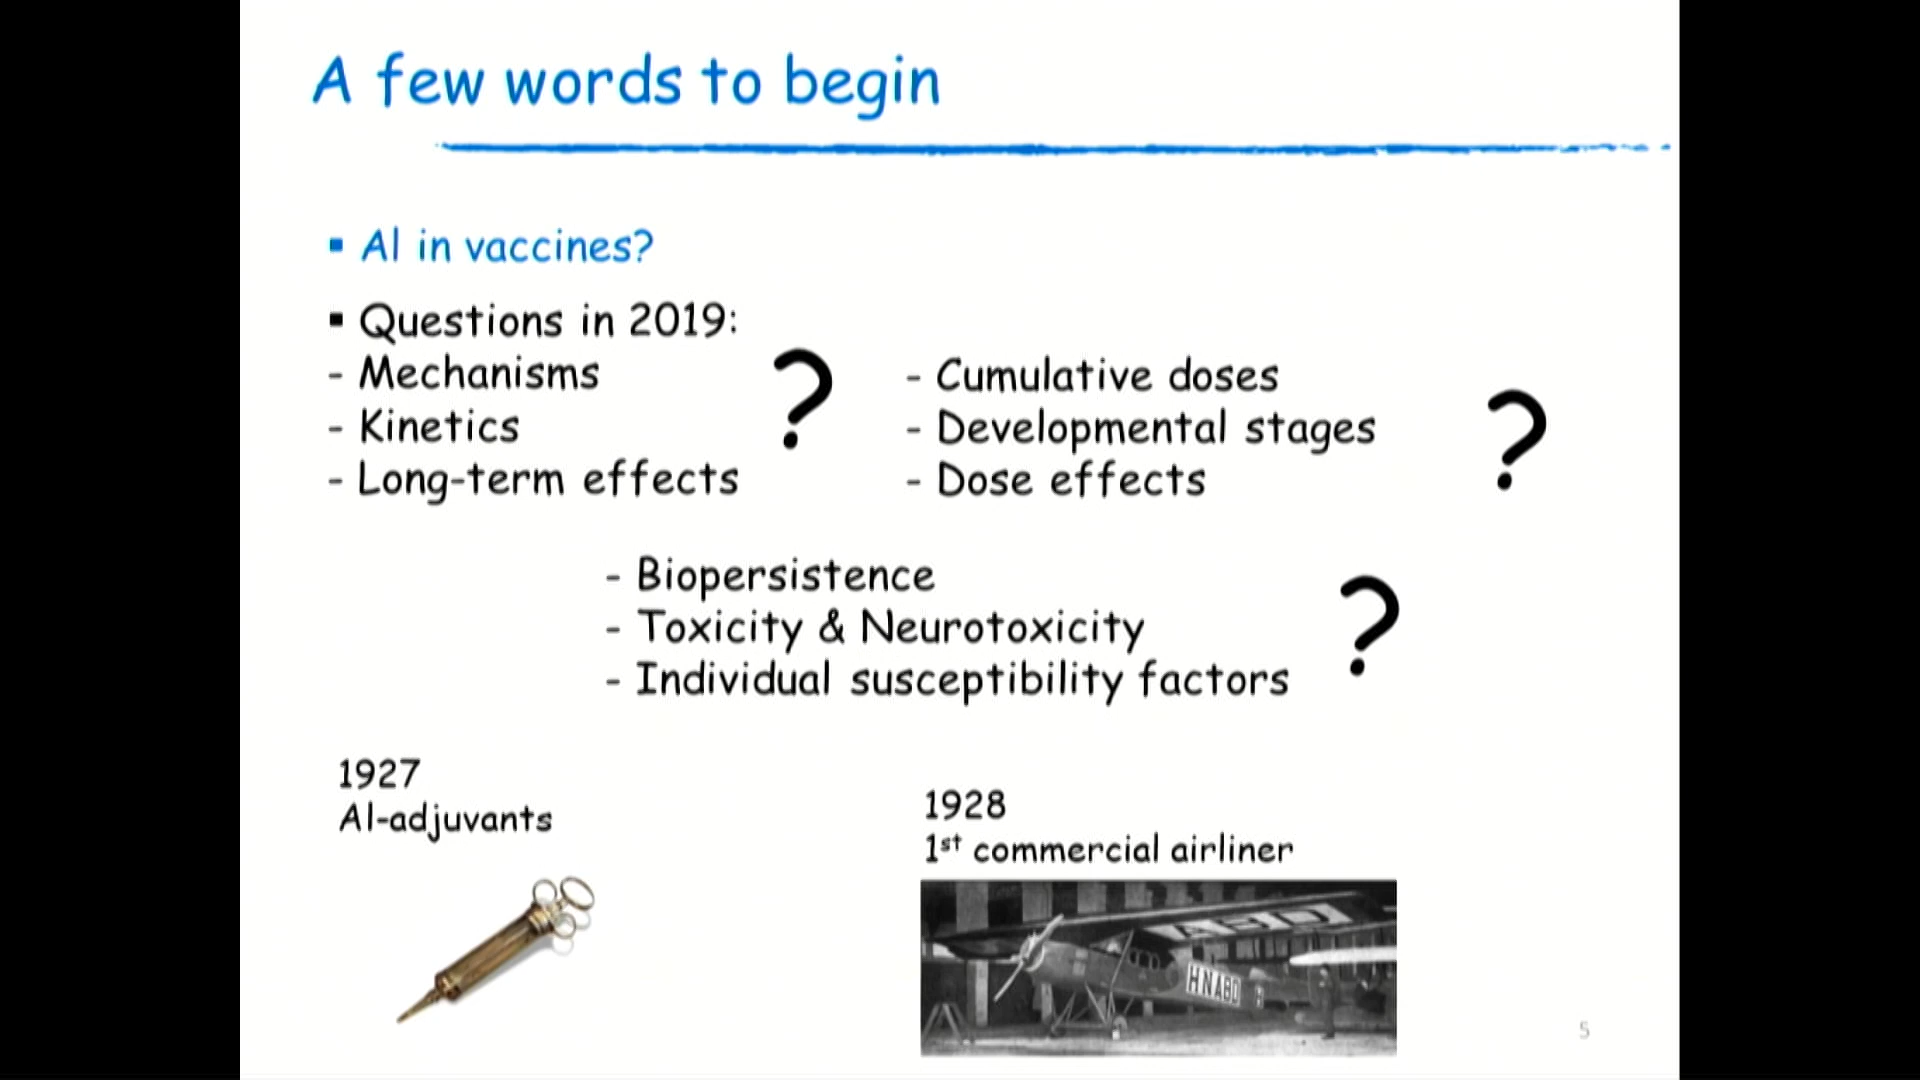 A few words to begin
▪ Al in vaccines?
▪ Questions in 2019:
- Mechanisms
- Kinetics
- Long-term effects
?
- Cumulative doses
- Developmental stages
- Dose effects
?
- Biopersistence
- Toxicity & Neurotoxicity
- Individual susceptibility factors
?
1927
Al-adjuvants
1928
1st commercial airliner
HNABD
5